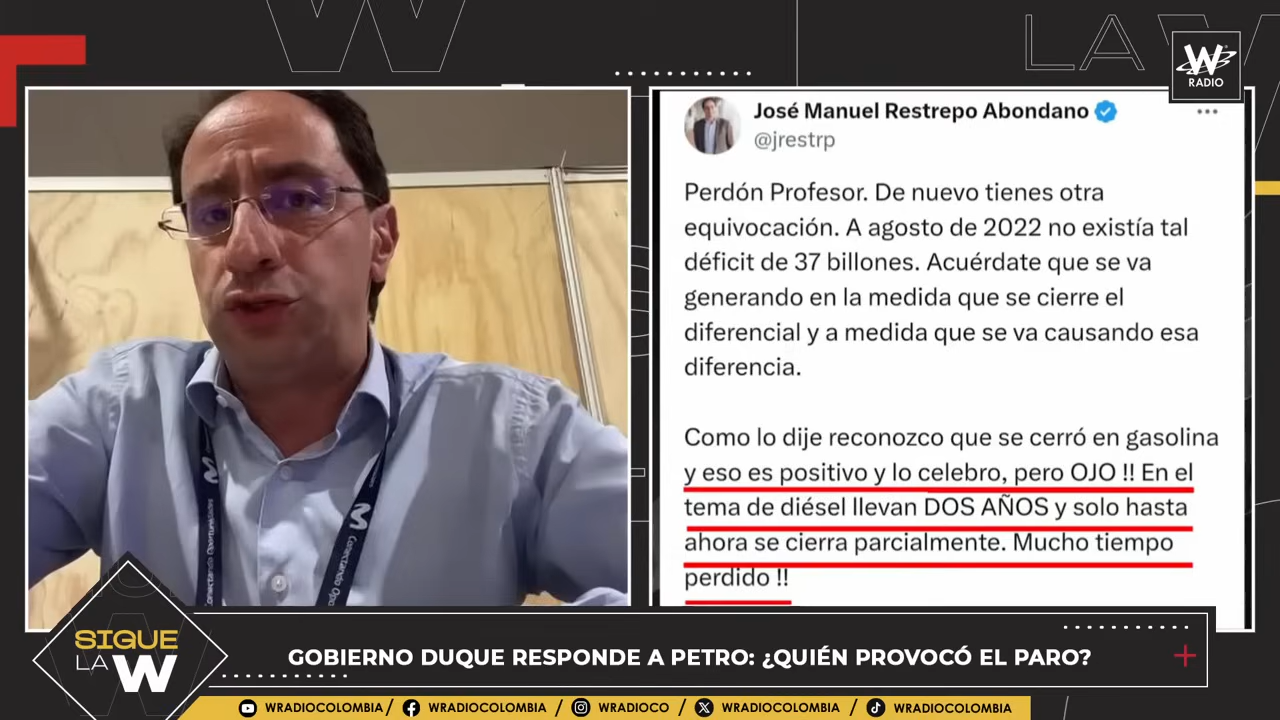 LA W
W
RADIO
José Manuel Restrepo Abondano
@jrestrp
Perdón Profesor. De nuevo tienes otra
equivocación. A agosto de 2022 no existía tal
déficit de 37 billones. Acuérdate que se va
generando en la medida que se cierre el
diferencial y a medida que se va causando esa
diferencia.
Como lo dije reconozco que se cerró en gasolina
y eso es positivo y lo celebro, pero OJO !! En el
tema de diésel llevan DOS AÑOS y solo hasta
ahora se cierra parcialmente. Mucho tiempo
perdido !!
Conectando Oportunidades
SIGUE
LA W
GOBIERNO DUQUE RESPONDE A PETRO: ¿QUIÉN PROVOCÓ EL PARO?
WRADIOCOLOMBIA / WRADIOCOLOMBIA / WRADIOCO / WRADIOCOLOMBIA / WRADIOCOLOMBIA